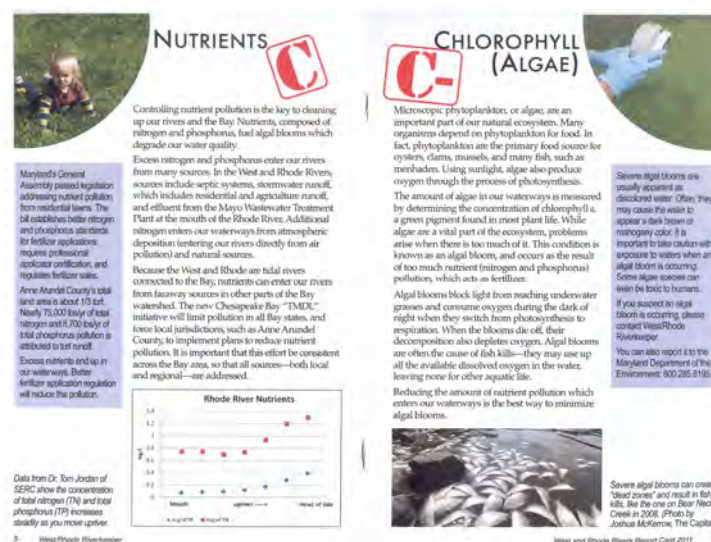 NUTRIENTS
C
Controlling nutrient pollution is the key to cleaning
up our rivers and the Bay. Nutrients, composed of
nitrogen and phosphorus, fuel algal blooms which
degrade our water quality.
Excess nitrogen and phosphorus enter our rivers
from many sources. In the West and Rhode Rivers,
sources include septic systems, stormwater runoff,
which includes residential and agriculture runoff,
and effluent from the Mayo Wastewater Treatment
Plant at the mouth of the Rhode River. Additional
nitrogen enters our waterways from atmospheric
deposition (entering our rivers directly from air
pollution) and natural sources.
Because the West and Rhode are tidal rivers
connected to the Bay, nutrients can enter our rivers
from faraway sources in other parts of the Bay
watershed. The new Chesapeake Bay "TMDL"
initiative will limit pollution in all Bay states, and
force local jurisdictions, such as Anne Arundel
County, to implement plans to reduce nutrient
pollution. It is important that this effort be consistent
across the Bay area, so that all sources—both local
and regional—are addressed.
Maryland's General
Assembly passed legislation
addressing nutrient pollution
from residential lawns. The
bill establishes better nitrogen
and phosphorus standards
for fertilizer applications,
requires professional
applicator certification, and
regulates fertilizer sales.
Anne Arundel County's total
land area is about 1/3 turf.
Nearly 75,000 lbs/yr of total
nitrogen and 8,700 lbs/yr of
total phosphorus pollution is
attributed to turf runoff.
Excess nutrients end up in
our waterways. Better
fertilizer application regulation
will reduce the pollution.
Rhode River Nutrients
1.4
1.2
1
0.8
0.6
0.4
0.2
0
mg/L
Mouth
upriver
Head of tide
Avg of TP
Avg of TN
Data from Dr. Tom Jordan of
SERC show the concentration
of total nitrogen (TN) and total
phosphorus (TP) increases
steadily as you move upriver.
5 West/Rhode Riverkeeper
CHLOROPHYLL
(ALGAE)
C-
Microscopic phytoplankton, or algae, are an
important part of our natural ecosystem. Many
organisms depend on phytoplankton for food. In
fact, phytoplankton are the primary food source for
oysters, clams, mussels, and many fish, such as
menhaden. Using sunlight, algae also produce
oxygen through the process of photosynthesis.
The amount of algae in our waterways is measured
by determining the concentration of chlorophyll a,
a green pigment found in most plant life. While
algae are a vital part of the ecosystem, problems
arise when there is too much of it. This condition is
known as an algal bloom, and occurs as the result
of too much nutrient (nitrogen and phosphorus)
pollution, which acts as fertilizer.
Algal blooms block light from reaching underwater
grasses and consume oxygen during the dark of
night when they switch from photosynthesis to
respiration. When the blooms die off, their
decomposition also depletes oxygen. Algal blooms
are often the cause of fish kills—they may use up
all the available dissolved oxygen in the water,
leaving none for other aquatic life.
Reducing the amount of nutrient pollution which
enters our waterways is the best way to minimize
algal blooms.
Severe algal blooms are
usually apparent as
discolored water. Often, they
may cause the water to
appear a dark brown or
mahogany color. It is
important to take caution with
exposure to waters when an
algal bloom is occurring.
Some algae species can
even be toxic to humans.
If you suspect an algal
bloom is occurring, please
contact West/Rhode
Riverkeeper.
You can also report it to the
Maryland Department of the
Environment: 800.285.8195
Severe algal blooms can create
"dead zones" and result in fish
kills, like the one on Bear Neck
Creek in 2008. (Photo by
Joshua McKerrow, The Capital
West and Rhode Rivers Report Card 2011